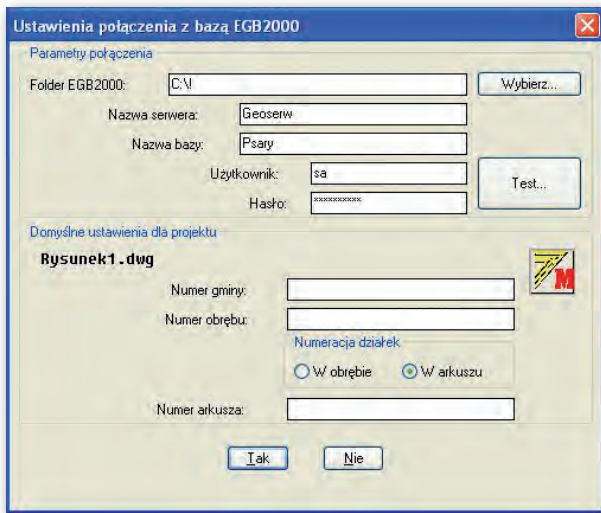 Ustawienia połączenia z bazą EGB2000
Parametry połączenia
Folder EGB2000: C:\! Wybierz...
Nazwa serwera: Geoserw
Nazwa bazy: Psary
Użytkownik: sa
Test...
Hasło: **********
Domyślne ustawienia dla projektu
Rysunek1.dwg
M
Numer gminy:
Numer obrębu:
Numeracja działek
W obrębie W arkuszu
Numer arkusza:
Tak Nie